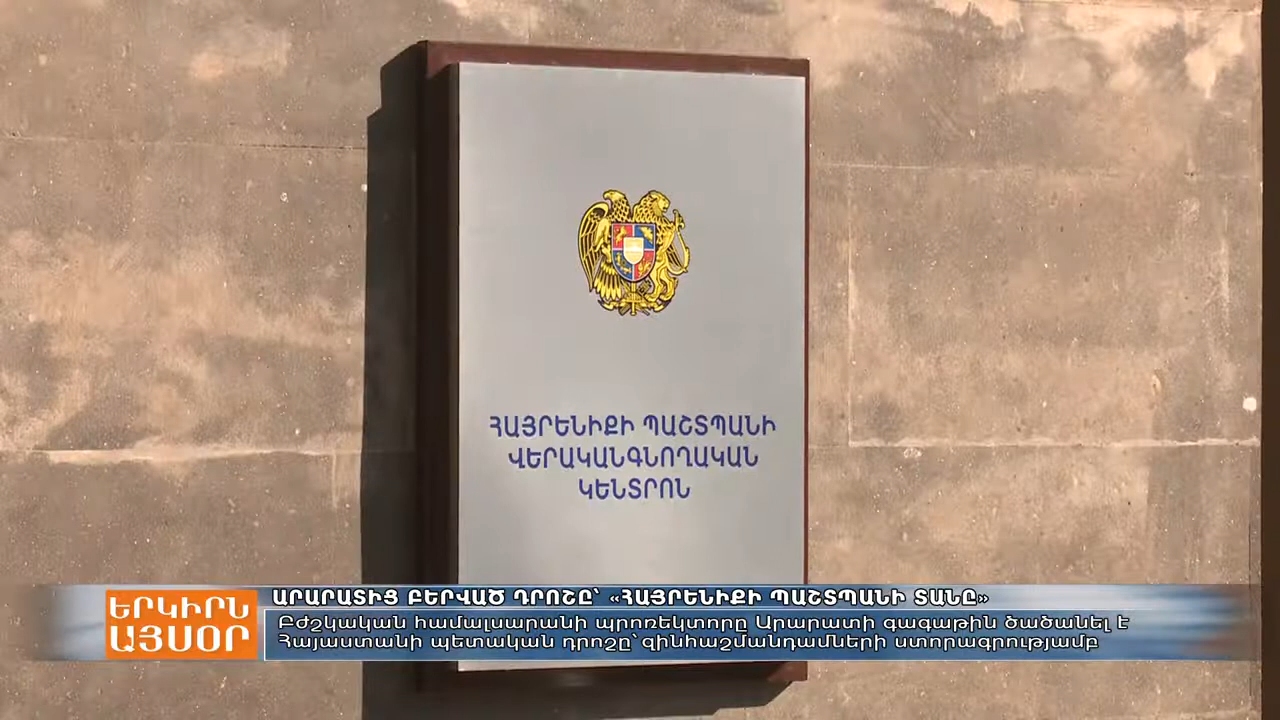 ՀԱՅՐԵՆԻՔԻ ՊԱՇՏՊԱՆԻ
ՎԵՐԱԿԱՆԳՆՈՂԱԿԱՆ
ԿԵՆՏՐՈՆ
ԵՐԿԻՐՆ
ԱՅՍՕՐ
ԱՐԱՐԱՏԻՑ ԲԵՐՎԱԾ ԴՐՈՇԸ՝ «ՀԱՅՐԵՆԻՔԻ ՊԱՇՏՊԱՆԻ ՏԱՆԸ»
Բժշկական համալսարանի պրոռեկտորը Արարատի գագաթին ծածանել է
Հայաստանի պետական դրոշը՝ զինհաշմանդամների ստորագրությամբ